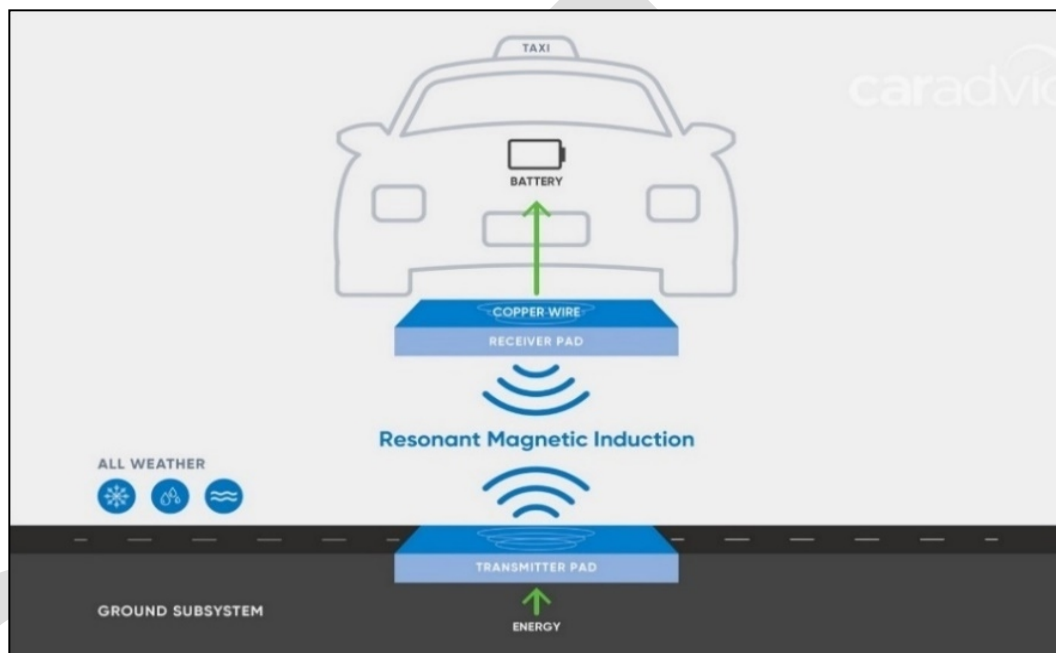 TAXI
caradvic
BATTERY
COPPER WIRE
RECEIVER PAD
Resonant Magnetic Induction
ALL WEATHER
TRANSMITTER PAD
GROUND SUBSYSTEM
ENERGY